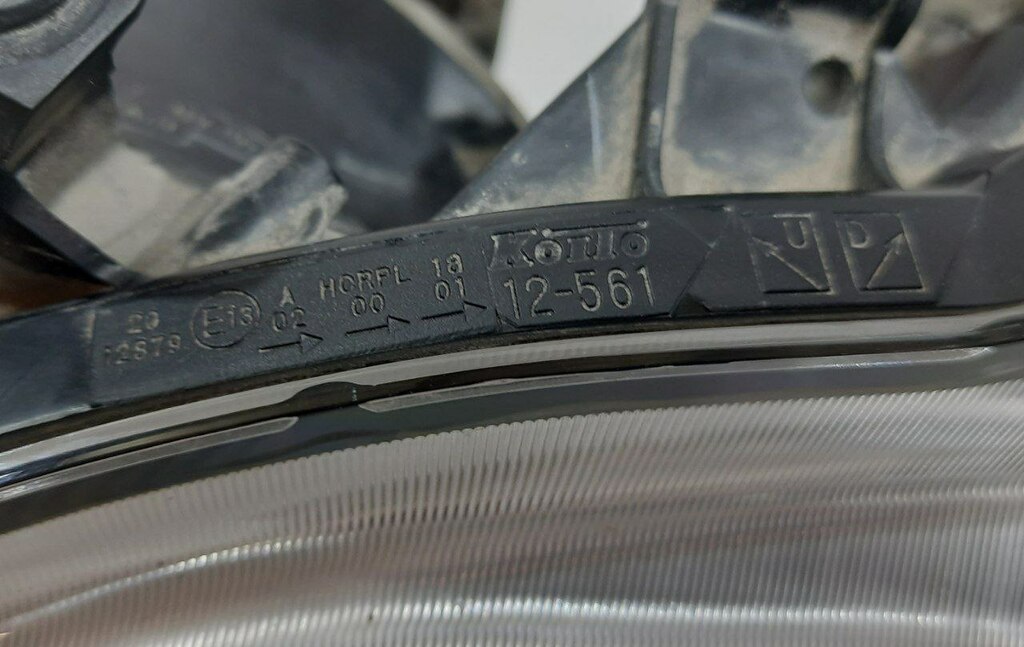 20
12879
E13
A
02
HCRPL
00
18
01
Koito
12-561
U
D